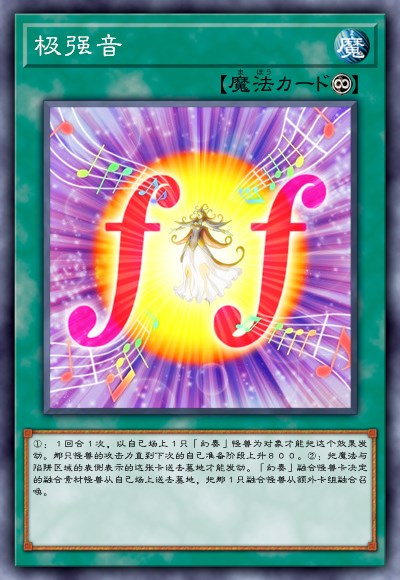 极强音
魔
【魔法カード】
まほう
ff
①：１回合１次，以自己场上１只「幻奏」怪兽为对象才能把这个效果发
动。那只怪兽的攻击力直到下次的自己准备阶段上升８００。②：把魔法与
陷阱区域的表侧表示的这张卡送去墓地才能发动。「幻奏」融合怪兽卡决定
的融合素材怪兽从自己场上送去墓地，把那１只融合怪兽从额外卡组融合召
唤。